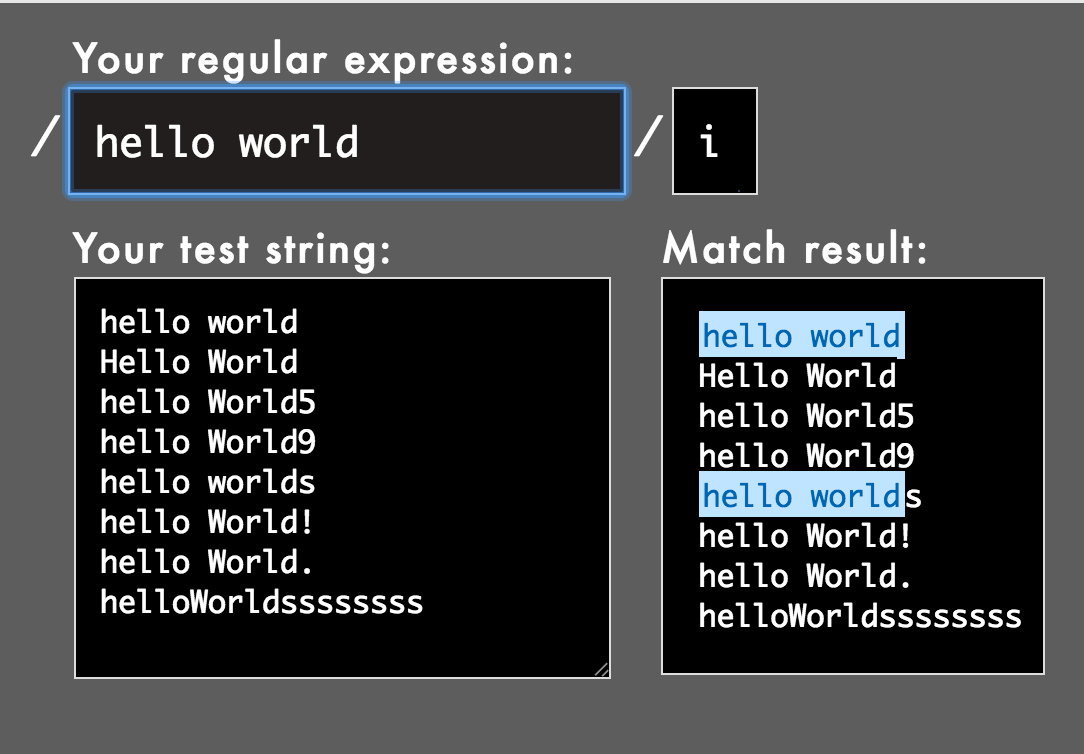 Your regular expression:
/ hello world / i
Your test string:
hello world
Hello World
hello World5
hello World9
hello worlds
hello World!
hello World.
helloWorldssssssss
Match result:
hello world
Hello World
hello World5
hello World9
hello worlds
hello World!
hello World.
helloWorldssssssss